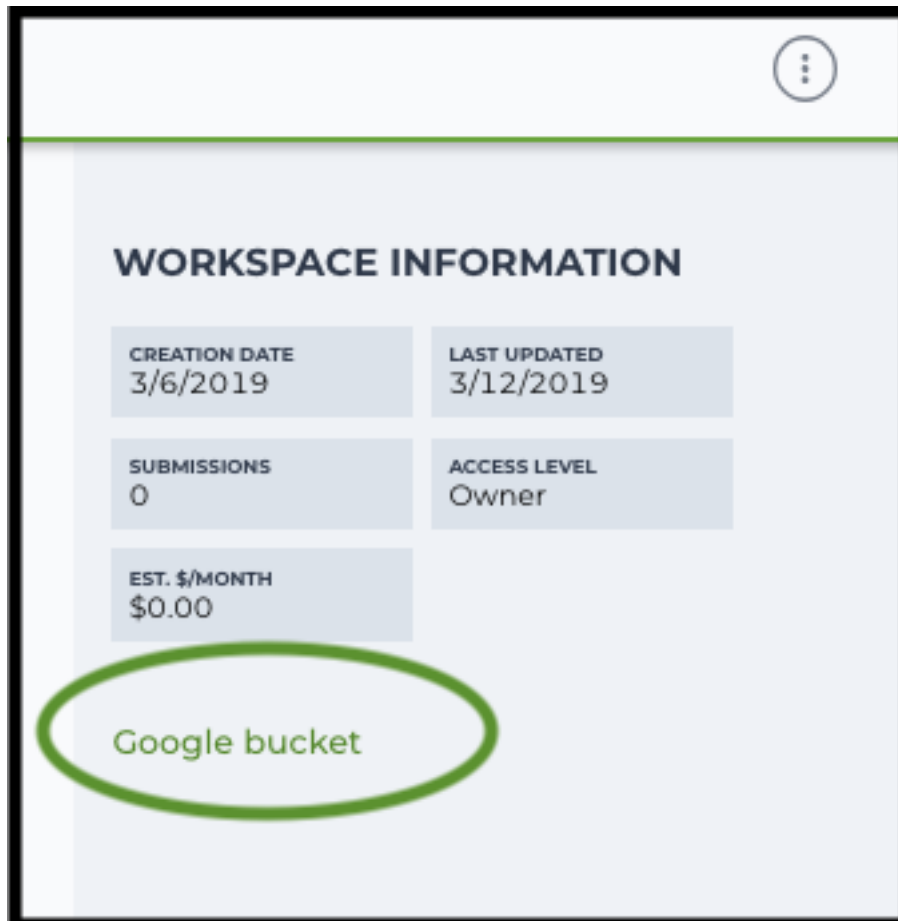 WORKSPACE INFORMATION
CREATION DATE
3/6/2019
LAST UPDATED
3/12/2019
SUBMISSIONS
0
ACCESS LEVEL
Owner
EST. $/MONTH
$0.00
Google bucket